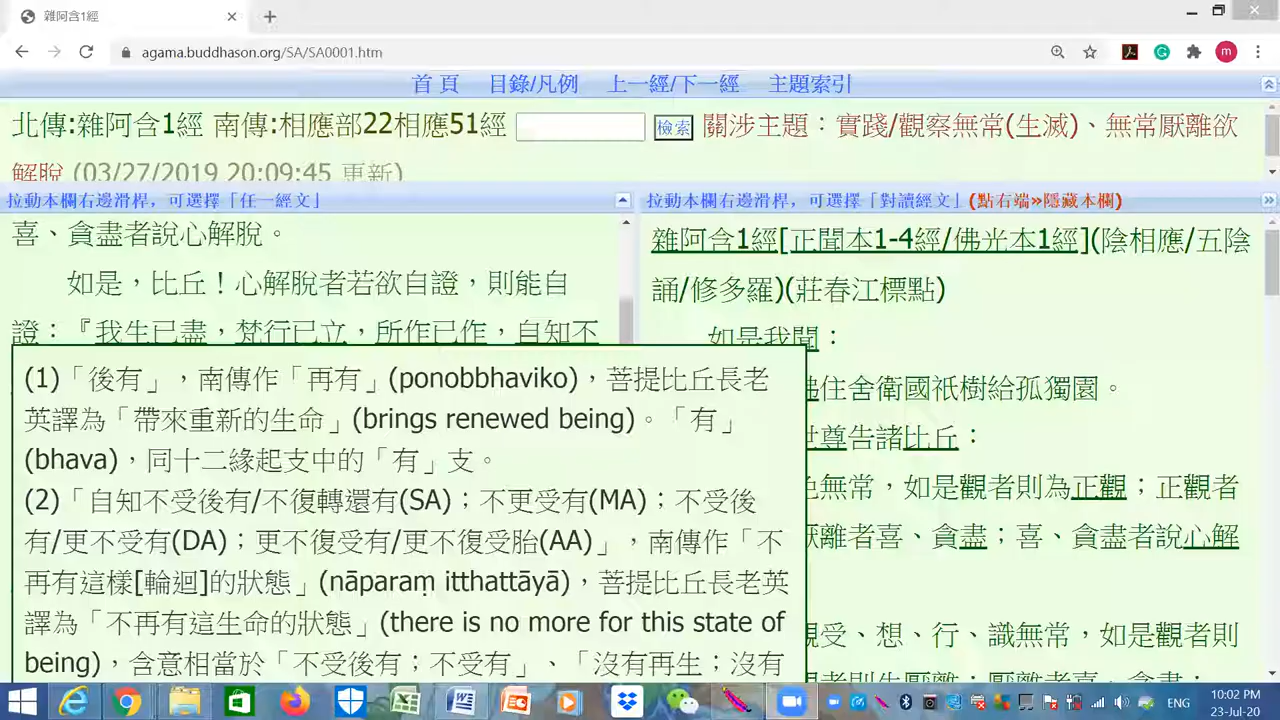 雜阿含1經
agama.buddhason.org/SA/SA0001.htm
m
首 頁 目錄/凡例 上一經/下一經 主題索引
北傳:雜阿含1經 南傳:相應部22相應51經 檢索 關涉主題：實踐/觀察無常(生滅)、無常厭離欲
解脫 (03/27/2019 20:09:45 更新)
拉動本欄右邊滑桿，可選擇「任一經文」
拉動本欄右邊滑桿，可選擇「對讀經文」(點右端»隱藏本欄)
喜、貪盡者說心解脫。
如是，比丘！心解脫者若欲自證，則能自
證：『我生已盡，梵行已立，所作已作，自知不
(1)「後有」，南傳作「再有」(ponobbhaviko)，菩提比丘長老
英譯為「帶來重新的生命」(brings renewed being)。「有」
(bhava)，同十二緣起支中的「有」支。
(2)「自知不受後有/不復轉還有(SA)；不更受有(MA)；不受後
有/更不受有(DA)；更不復受有/更不復受胎(AA)」，南傳作「不
再有這樣[輪迴]的狀態」(nāparaṃ itthattāyā)，菩提比丘長老英
譯為「不再有這生命的狀態」(there is no more for this state of
being)，含意相當於「不受後有；不受有」、「沒有再生；沒有
雜阿含1經[正聞本1-4經/佛光本1經](陰相應/五陰
誦/修多羅)(莊春江標點)
如是我聞：
住舍衛國祇樹給孤獨園。
世尊告諸比丘：
無常，如是觀者則為正觀；正觀者
厭離者喜、貪盡；喜、貪盡者說心解
觀受、想、行、識無常，如是觀者則
ENG
10:02 PM
23-Jul-20